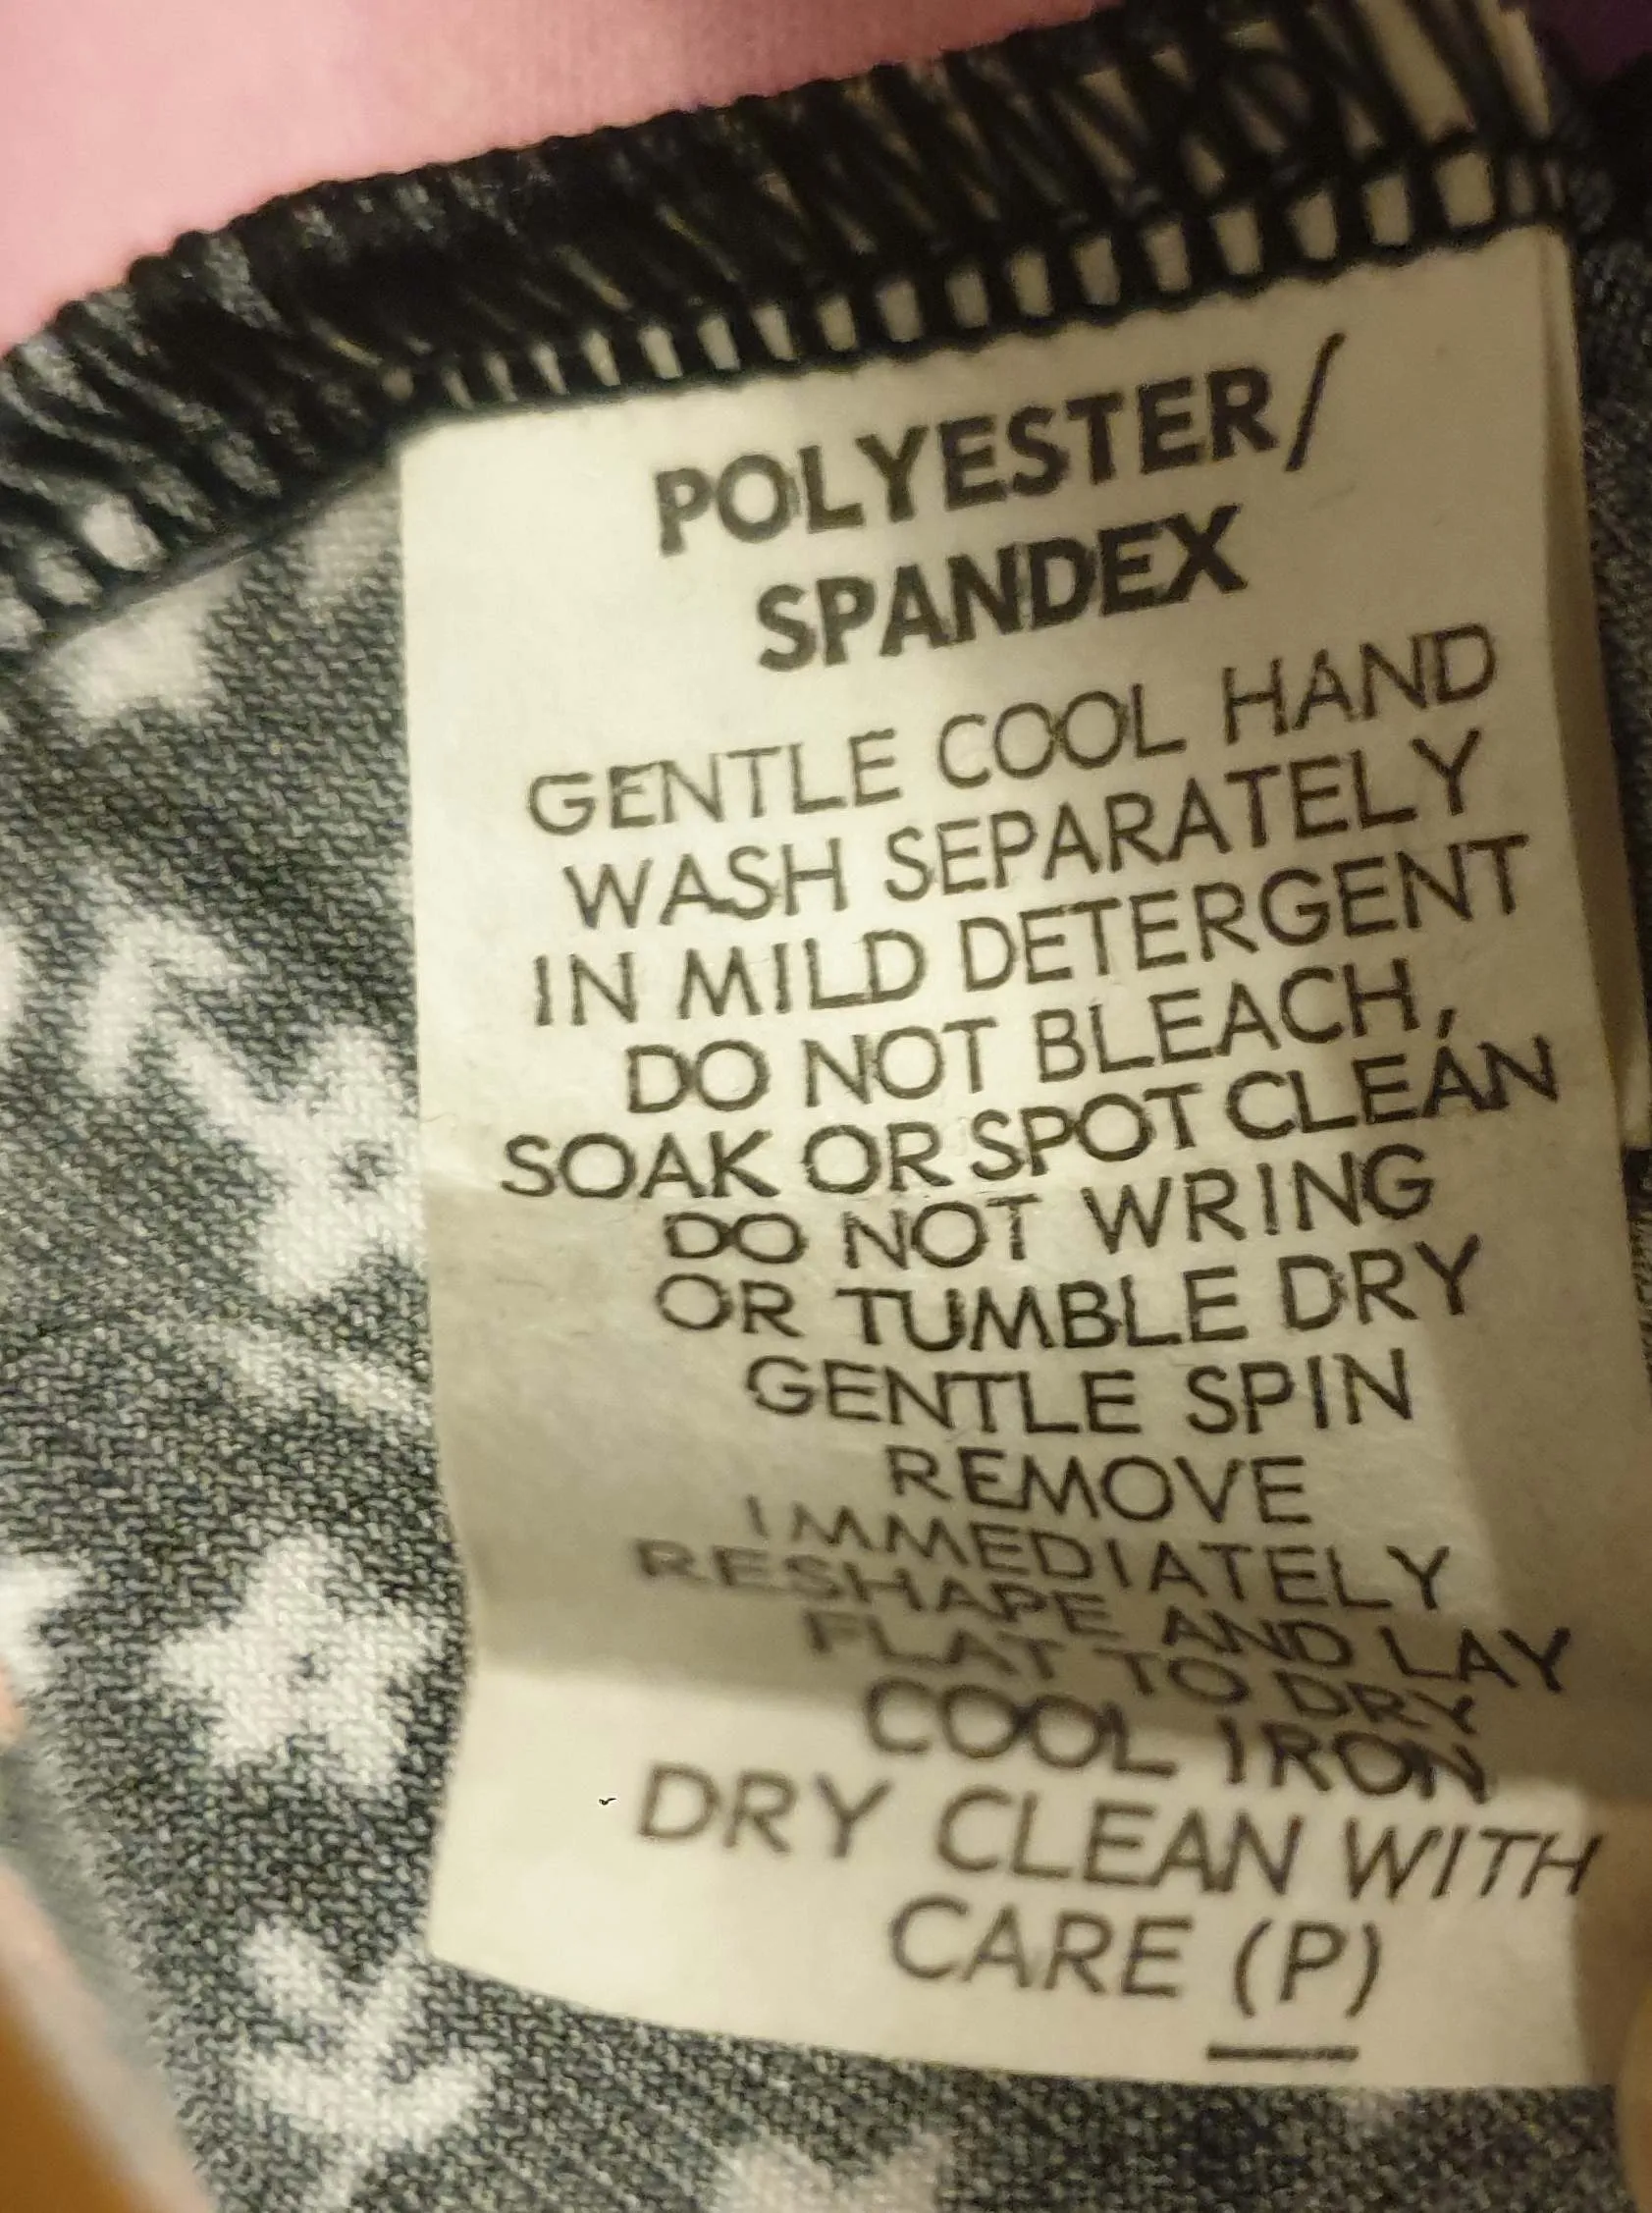 POLYESTER/
SPANDEX
GENTLE COOL HAND
WASH SEPARATELY
IN MILD DETERGENT
DO NOT BLEACH,
SOAK OR SPOT CLEAN
DO NOT WRING
OR TUMBLE DRY
GENTLE SPIN
REMOVE
IMMEDIATELY
RESHAPE AND LAY
FLAT TO DRY
COOL IRON
DRY CLEAN WITH
CARE (P)